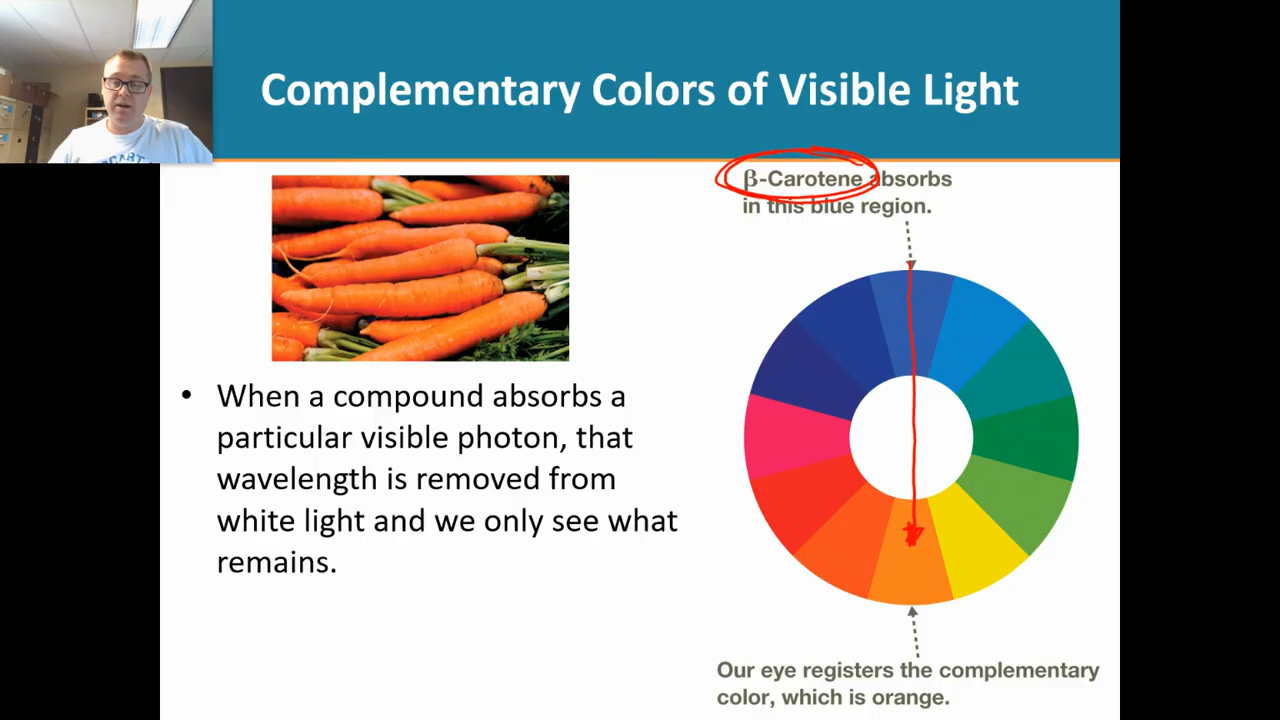 Complementary Colors of Visible Light
β-Carotene absorbs
in this blue region.
• When a compound absorbs a
particular visible photon, that
wavelength is removed from
white light and we only see what
remains.
Our eye registers the complementary
color, which is orange.